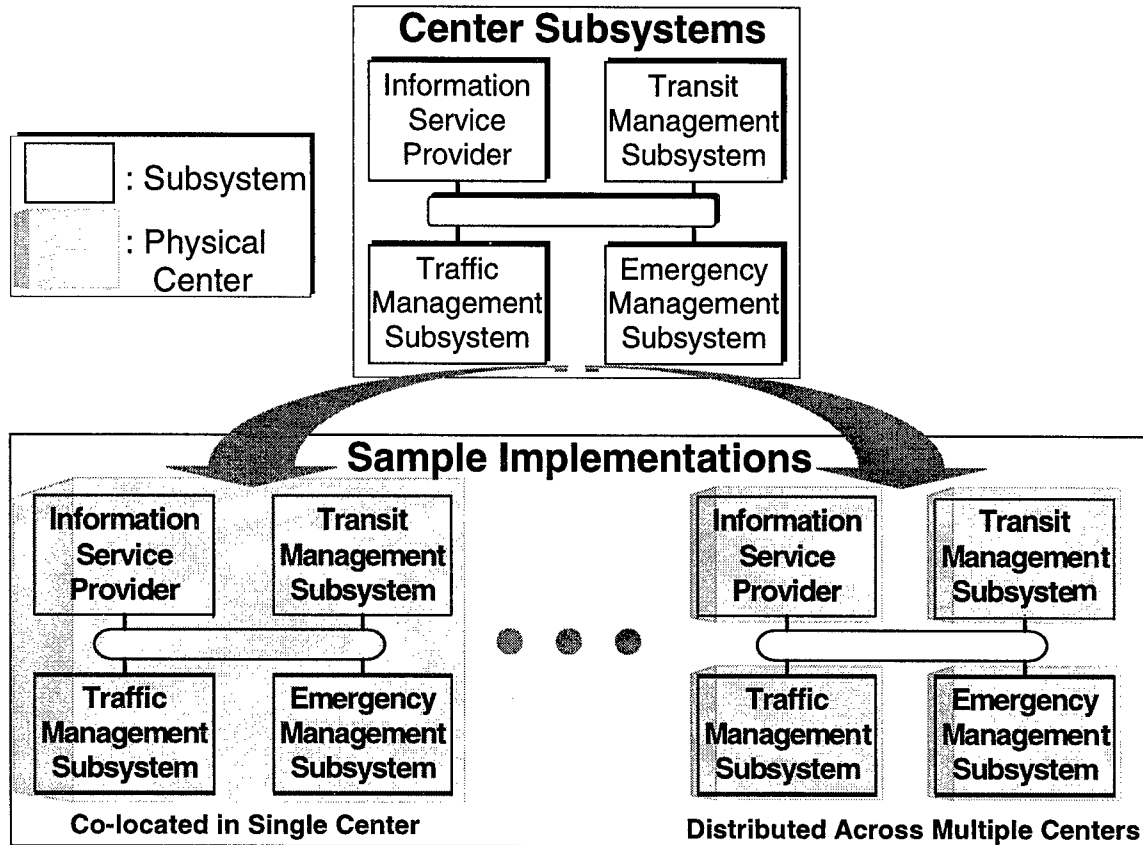 Center Subsystems
Information
Service
Provider
Transit
Management
Subsystem
: Subsystem
: Physical
Center
Traffic
Management
Subsystem
Emergency
Management
Subsystem
Sample Implementations
Information
Service
Provider
Transit
Management
Subsystem
Traffic
Management
Subsystem
Emergency
Management
Subsystem
Co-located in Single Center
Information
Service
Provider
Transit
Management
Subsystem
Traffic
Management
Subsystem
Emergency
Management
Subsystem
Distributed Across Multiple Centers